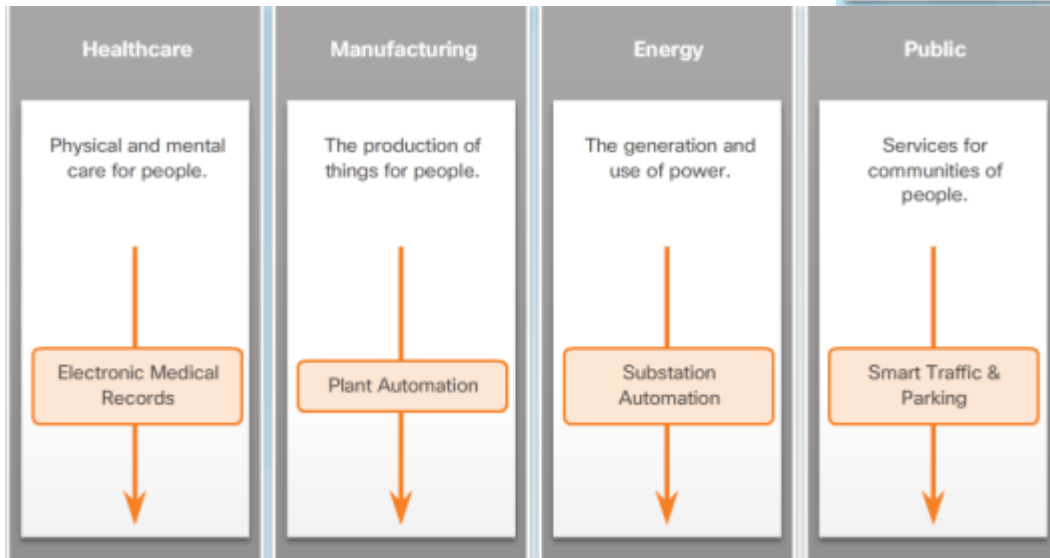 Healthcare
Physical and mental
care for people.
Electronic Medical
Records
Manufacturing
The production of
things for people.
Plant Automation
Energy
The generation and
use of power.
Substation
Automation
Public
Services for
communities of
people.
Smart Traffic &
Parking